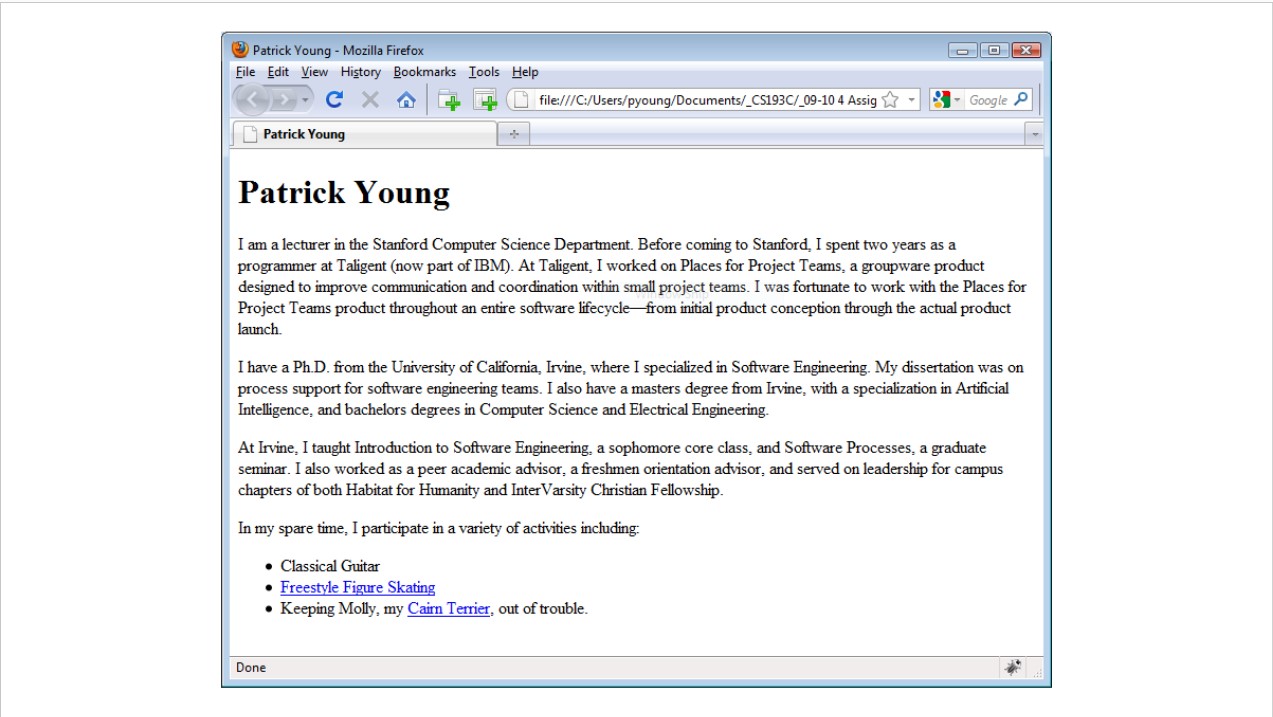 Patrick Young - Mozilla Firefox
File Edit View History Bookmarks Tools Help
file:///C:/Users/pyoung/Documents/_CS193C/_09-10 4 Assig
Google
Patrick Young
Patrick Young
I am a lecturer in the Stanford Computer Science Department. Before coming to Stanford, I spent two years as a
programmer at Taligent (now part of IBM). At Taligent, I worked on Places for Project Teams, a groupware product
designed to improve communication and coordination within small project teams. I was fortunate to work with the Places for
Project Teams product throughout an entire software lifecycle—from initial product conception through the actual product
launch.
I have a Ph.D. from the University of California, Irvine, where I specialized in Software Engineering. My dissertation was on
process support for software engineering teams. I also have a masters degree from Irvine, with a specialization in Artificial
Intelligence, and bachelors degrees in Computer Science and Electrical Engineering.
At Irvine, I taught Introduction to Software Engineering, a sophomore core class, and Software Processes, a graduate
seminar. I also worked as a peer academic advisor, a freshmen orientation advisor, and served on leadership for campus
chapters of both Habitat for Humanity and InterVarsity Christian Fellowship.
In my spare time, I participate in a variety of activities including:
• Classical Guitar
• Freestyle Figure Skating
• Keeping Molly, my Cairn Terrier, out of trouble.
Done